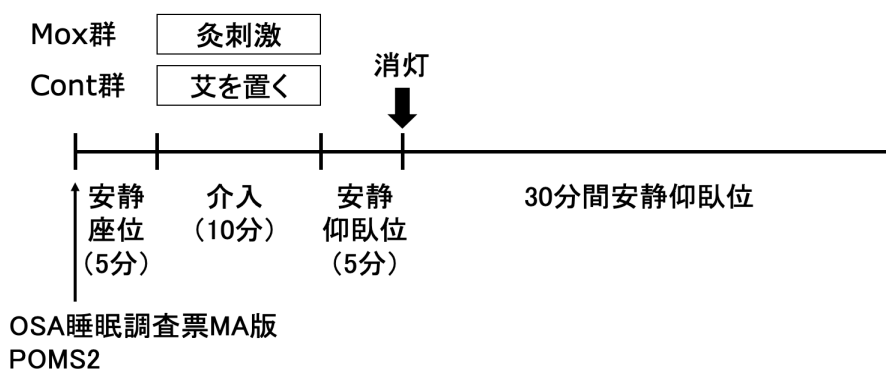 Mox群
灸刺激
Cont群
艾を置く
消灯
安静
座位
（5分）
介入
（10分）
安静
仰臥位
（5分）
30分間安静仰臥位
OSA睡眠調査票MA版
POMS2